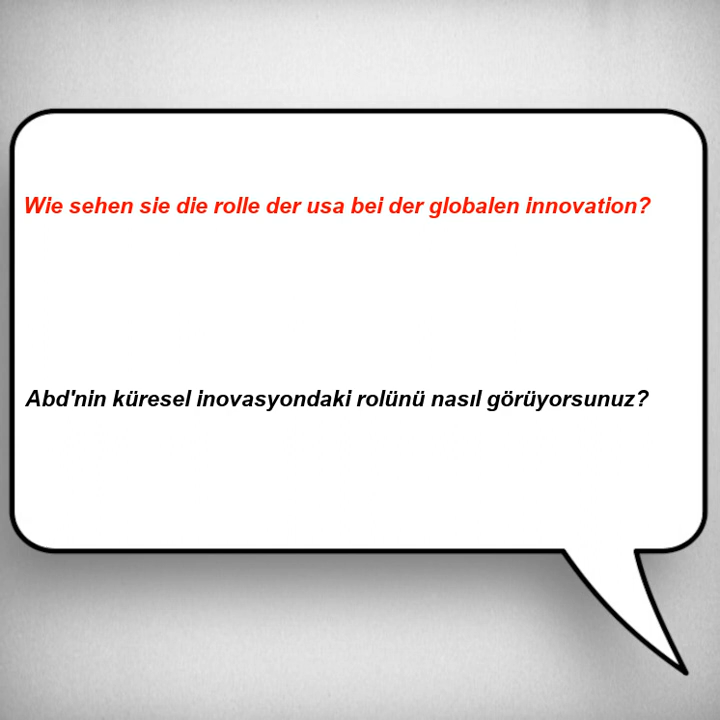 Wie sehen sie die rolle der usa bei der globalen innovation?
Abd'nin küresel inovasyondaki rolünü nasıl görüyorsunuz?